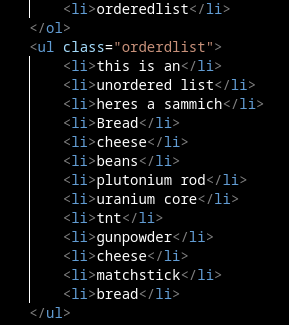 <li>orderedlist</li>
</ol>
<ul class="orderdlist">
<li>this is an</li>
<li>unordered list</li>
<li>heres a sammich</li>
<li>Bread</li>
<li>cheese</li>
<li>beans</li>
<li>plutonium rod</li>
<li>uranium core</li>
<li>tnt</li>
<li>gunpowder</li>
<li>cheese</li>
<li>matchstick</li>
<li>bread</li>
</ul>